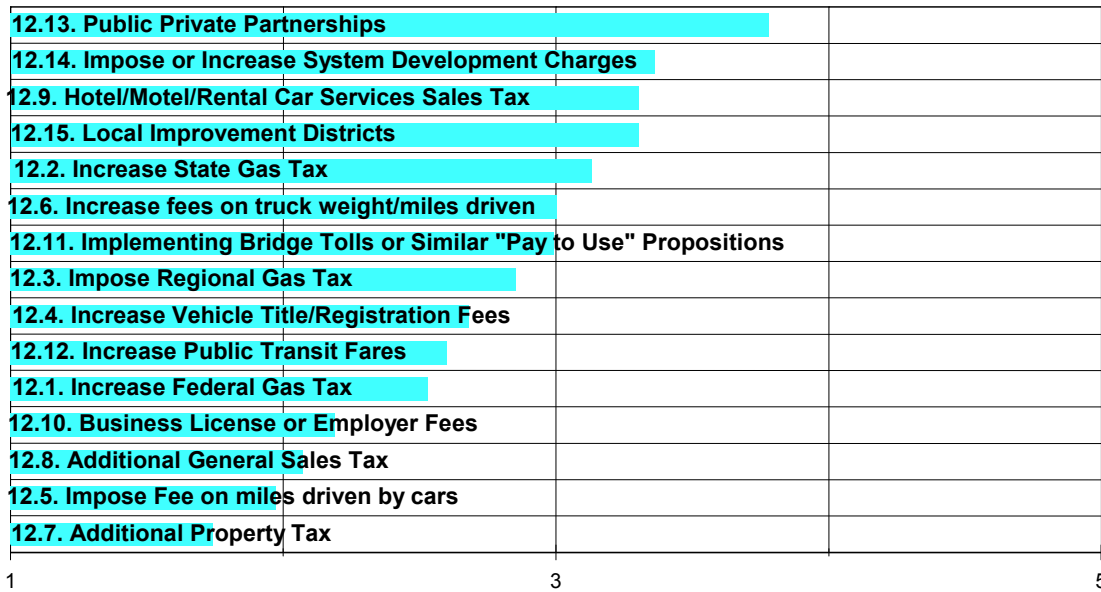 12.13. Public Private Partnerships
12.14. Impose or Increase System Development Charges
12.9. Hotel/Motel/Rental Car Services Sales Tax
12.15. Local Improvement Districts
12.2. Increase State Gas Tax
12.6. Increase fees on truck weight/miles driven
12.11. Implementing Bridge Tolls or Similar "Pay to Use" Propositions
12.3. Impose Regional Gas Tax
12.4. Increase Vehicle Title/Registration Fees
12.12. Increase Public Transit Fares
12.1. Increase Federal Gas Tax
12.10. Business License or Employer Fees
12.8. Additional General Sales Tax
12.5. Impose Fee on miles driven by cars
12.7. Additional Property Tax
1 3 5